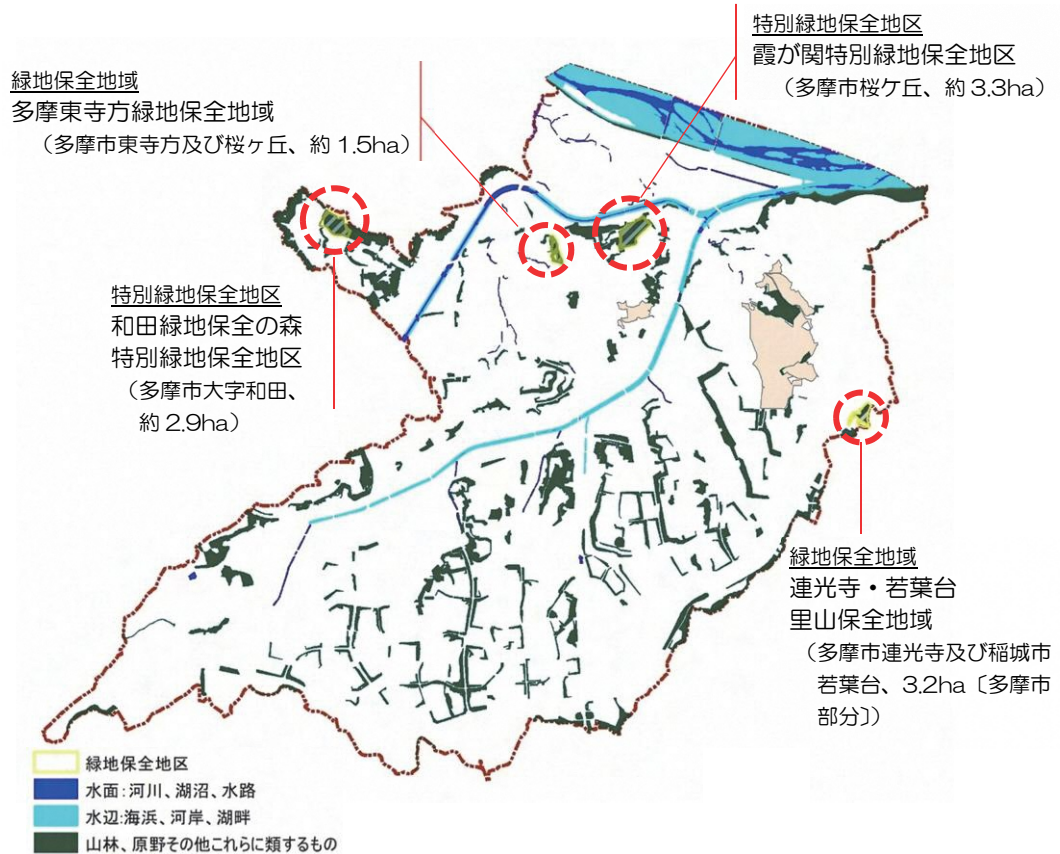 特別緑地保全地区
霞が関特別緑地保全地区
（多摩市桜ケ丘、約3.3ha）
緑地保全地域
多摩東寺方緑地保全地域
（多摩市東寺方及び桜ヶ丘、約1.5ha）
特別緑地保全地区
和田緑地保全の森
特別緑地保全地区
（多摩市大字和田、
約2.9ha）
緑地保全地域
連光寺・若葉台
里山保全地域
（多摩市連光寺及び稲城市
若葉台、3.2ha〔多摩市
部分〕）
緑地保全地区
水面:河川、湖沼、水路
水辺:海浜、河岸、湖畔
山林、原野その他これらに類するもの